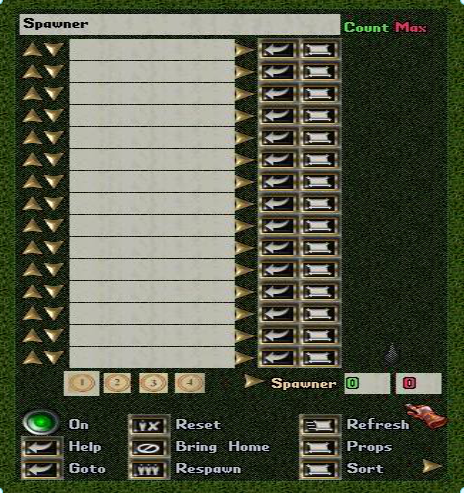 Spawner Count Max
1 2 3 4 Spawner 0 0
On Reset Refresh
Help Bring Home Props
Goto Respawn Sort